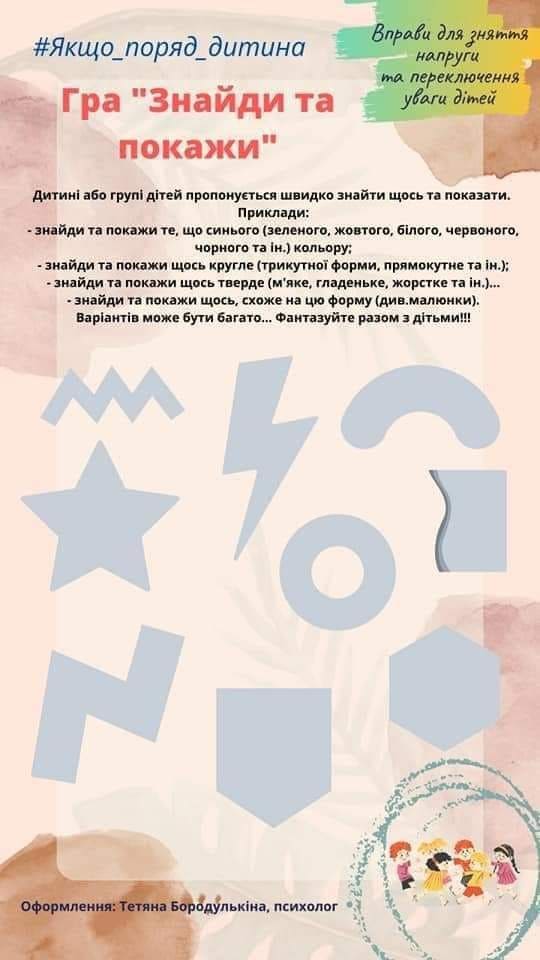 #Якщо_поряд_дитина
Вправи для зняття
напруги
та переключення
уваги дітей
Гра "Знайди та
покажи"
Дитині або групі дітей пропонується швидко знайти щось та показати.
Приклади:
- знайди та покажи те, що синього (зеленого, жовтого, білого, червоного,
чорного та ін.) кольору;
- знайди та покажи щось кругле (трикутної форми, прямокутне та ін.);
- знайди та покажи щось тверде (м'яке, гладеньке, жорстке та ін.)...
- знайди та покажи щось, схоже на цю форму (див.малюнки).
Варіантів може бути багато... Фантазуйте разом з дітьми!!!
Оформлення: Тетяна Бородулькіна, психолог